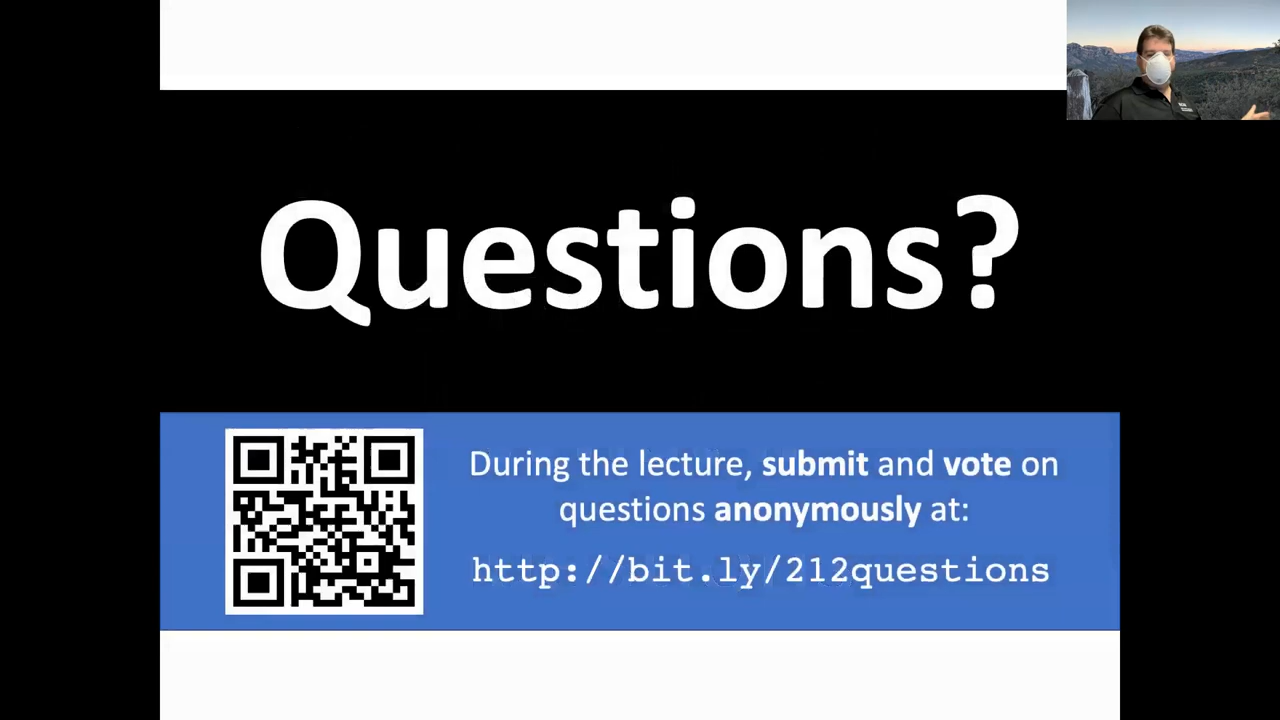 Questions?
During the lecture, submit and vote on
questions anonymously at:
http://bit.ly/212questions